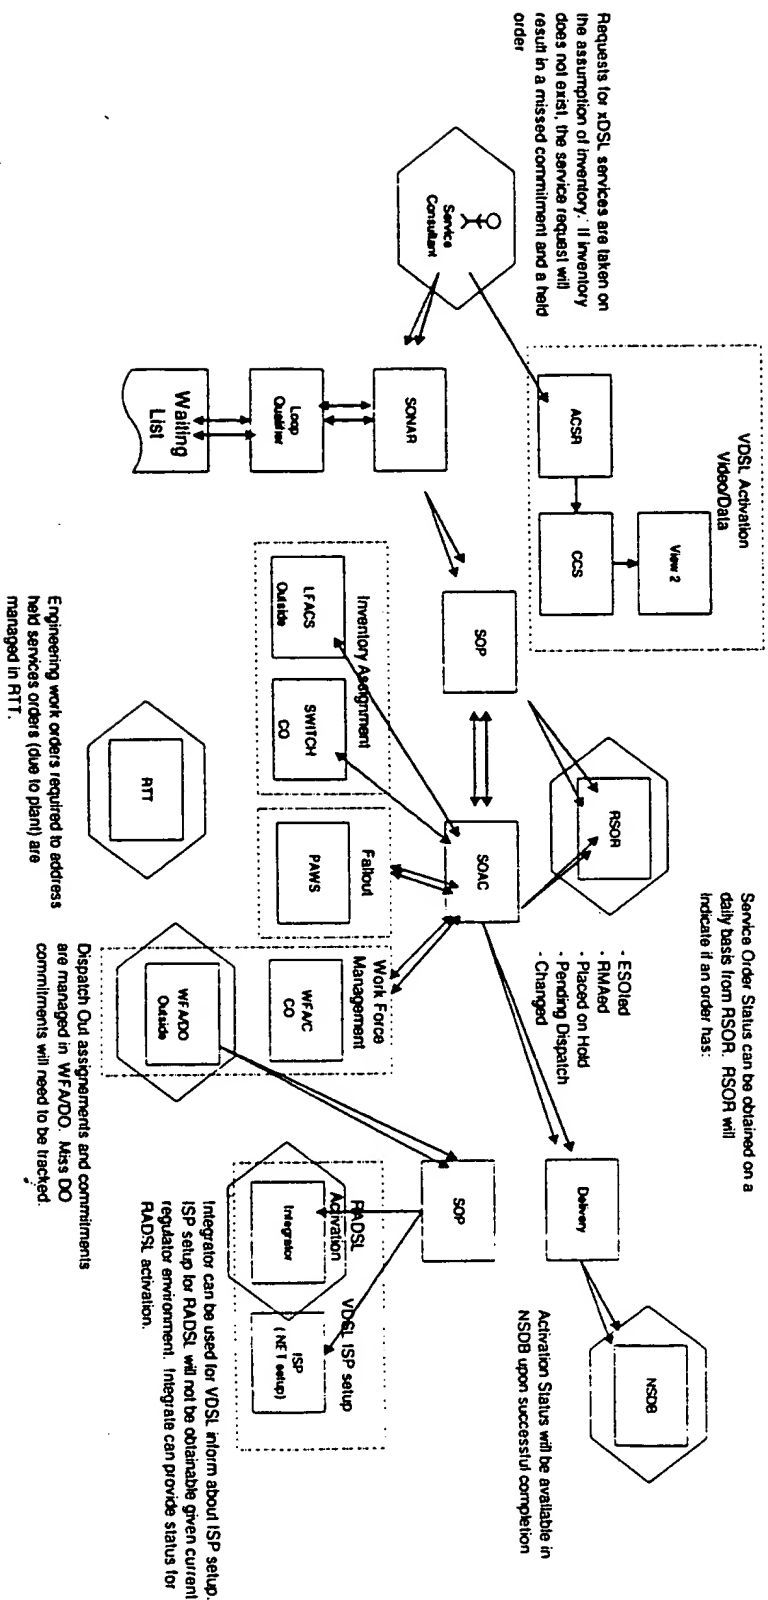 Requests for xDSL services are taken on
the assumption of inventory. If inventory
does not exist, the service request will
result in a missed commitment and a held
order
Service
Consultant
VDSL Activation
Video/Data
ACSR
CCS
View 2
SONAR
Loop
Qualifier
Waiting
List
SOP
Inventory Assignment
LFACS
Outside
SWITCH
CO
SOAC
RSOR
Service Order Status can be obtained on a
daily basis from RSOR. RSOR will
indicate if an order has:
- ESOIed
- RMAed
- Placed on Hold
- Pending Dispatch
- Changed
Fallout
PAWS
RTT
Engineering work orders required to address
held services orders (due to plant) are
managed in RTT.
Work Force
Management
WFA/C
CO
WFA/DO
Outside
Dispatch Out assignements and commitments
are managed in WFA/DO. Miss DO
commitments will need to be tracked.
Delivery
NSDB
Activation Status will be available in
NSDB upon successful completion
SOP
RADSL
Activation
Integrator
VDSL ISP setup
ISP
(NET setup)
Integrator can be used for VDSL inform about ISP setup.
ISP setup for RADSL will not be obtainable given current
regulator environment. Integrate can provide status for
RADSL activation.